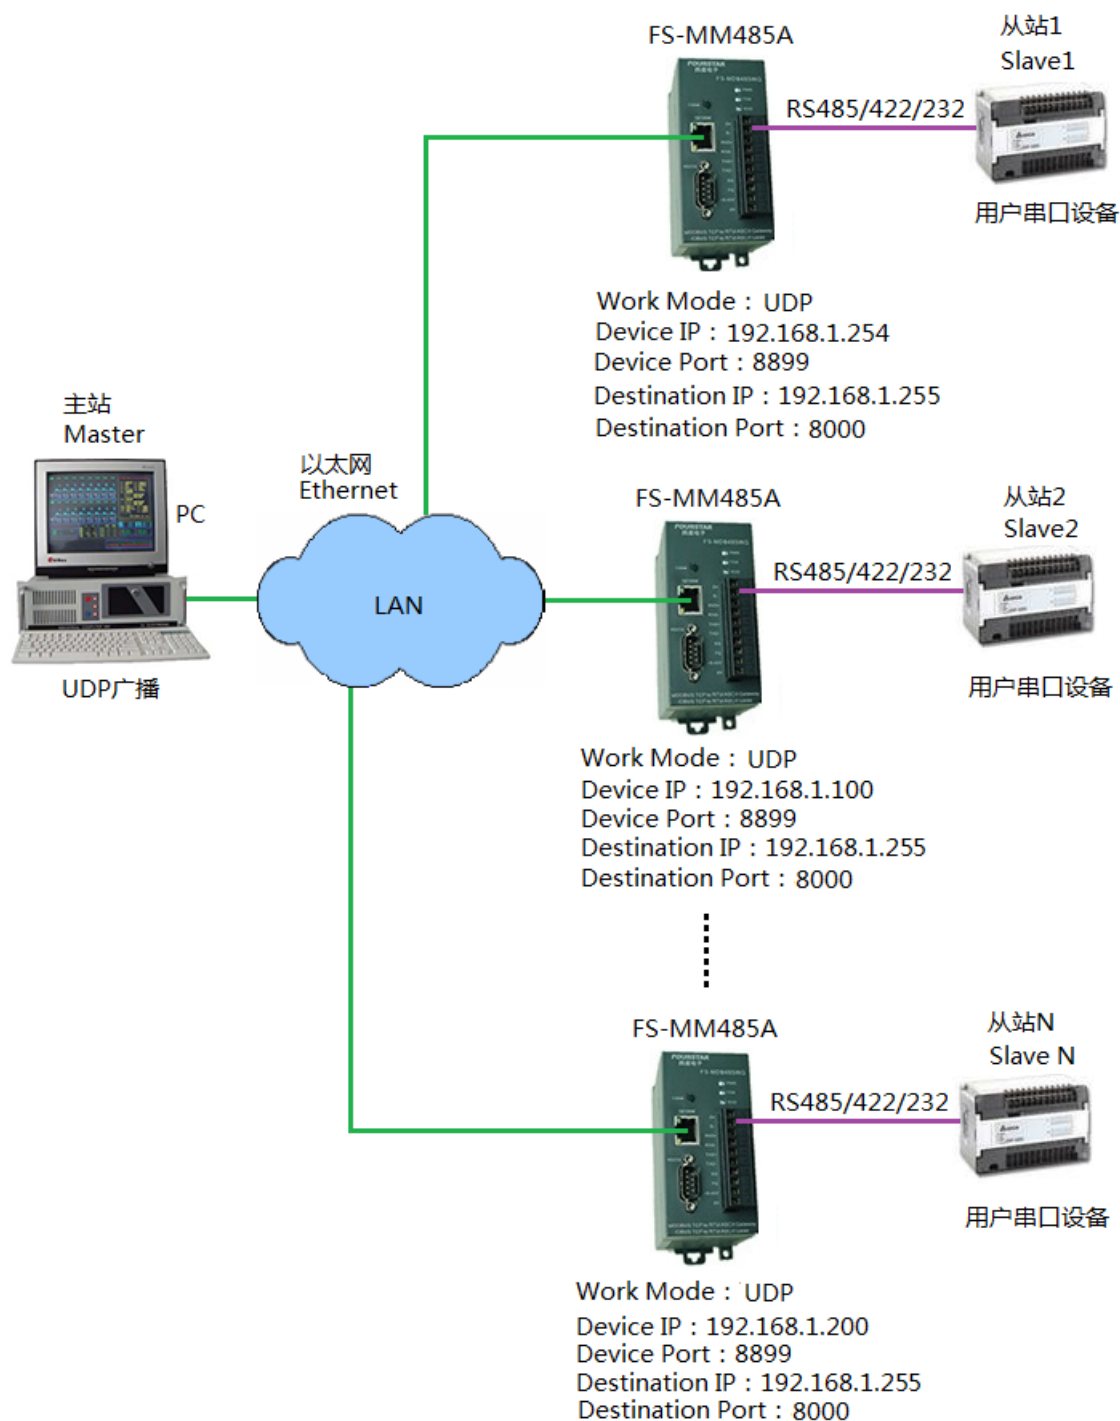 FS-MM485A
从站1
Slave1
RS485/422/232
用户串口设备
Work Mode：UDP
Device IP：192.168.1.254
Device Port：8899
Destination IP：192.168.1.255
Destination Port：8000
主站
Master
PC
UDP广播
以太网
Ethernet
LAN
FS-MM485A
从站2
Slave2
RS485/422/232
用户串口设备
Work Mode：UDP
Device IP：192.168.1.100
Device Port：8899
Destination IP：192.168.1.255
Destination Port：8000
FS-MM485A
从站N
Slave N
RS485/422/232
用户串口设备
Work Mode：UDP
Device IP：192.168.1.200
Device Port：8899
Destination IP：192.168.1.255
Destination Port：8000